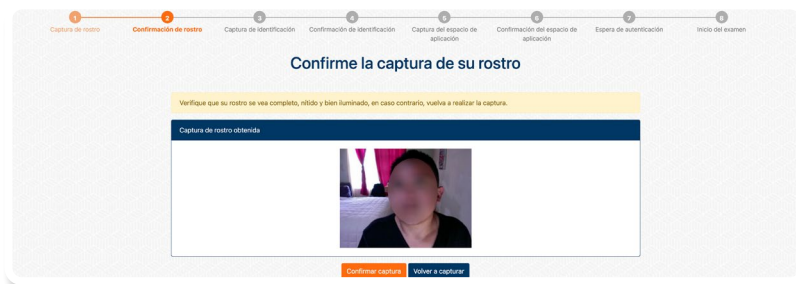 1 2 3 4 5 6 7 8
Captura de rostro Confirmación de rostro Captura de identificación Confirmación de identificación Captura del espacio de Confirmación del espacio de Espera de autenticación Inicio del examen
aplicación aplicación
Confirme la captura de su rostro
Verifique que su rostro se vea completo, nítido y bien iluminado, en caso contrario, vuelva a realizar la captura.
Captura de rostro obtenida
Confirmar captura Volver a capturar